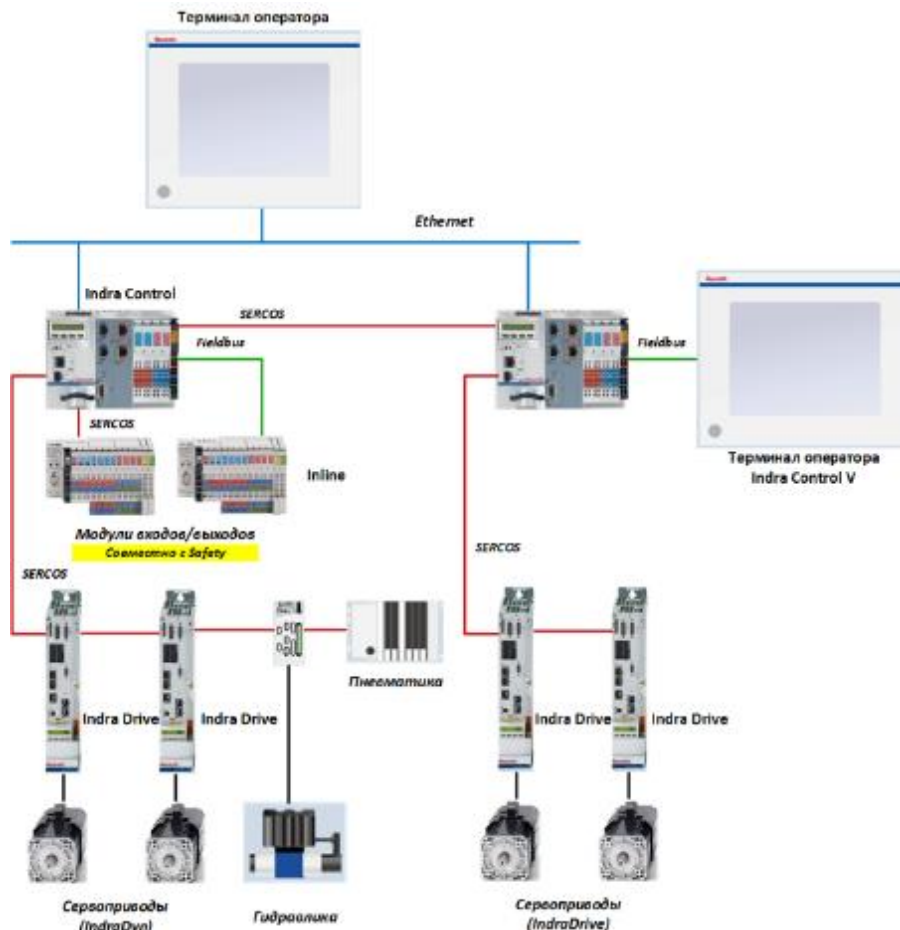 Терминал оператора
Ethernet
Indra Control
SERCOS
Fieldbus
Fieldbus
SERCOS
Inline
Терминал оператора
Indra Control V
Модули входов/выходов
Совместно с Safety
SERCOS
SERCOS
Пневматика
Indra Drive
Indra Drive
Indra Drive
Indra Drive
Сервоприводы
(IndraDyn)
Гидравлика
Сервоприводы
(IndraDrive)